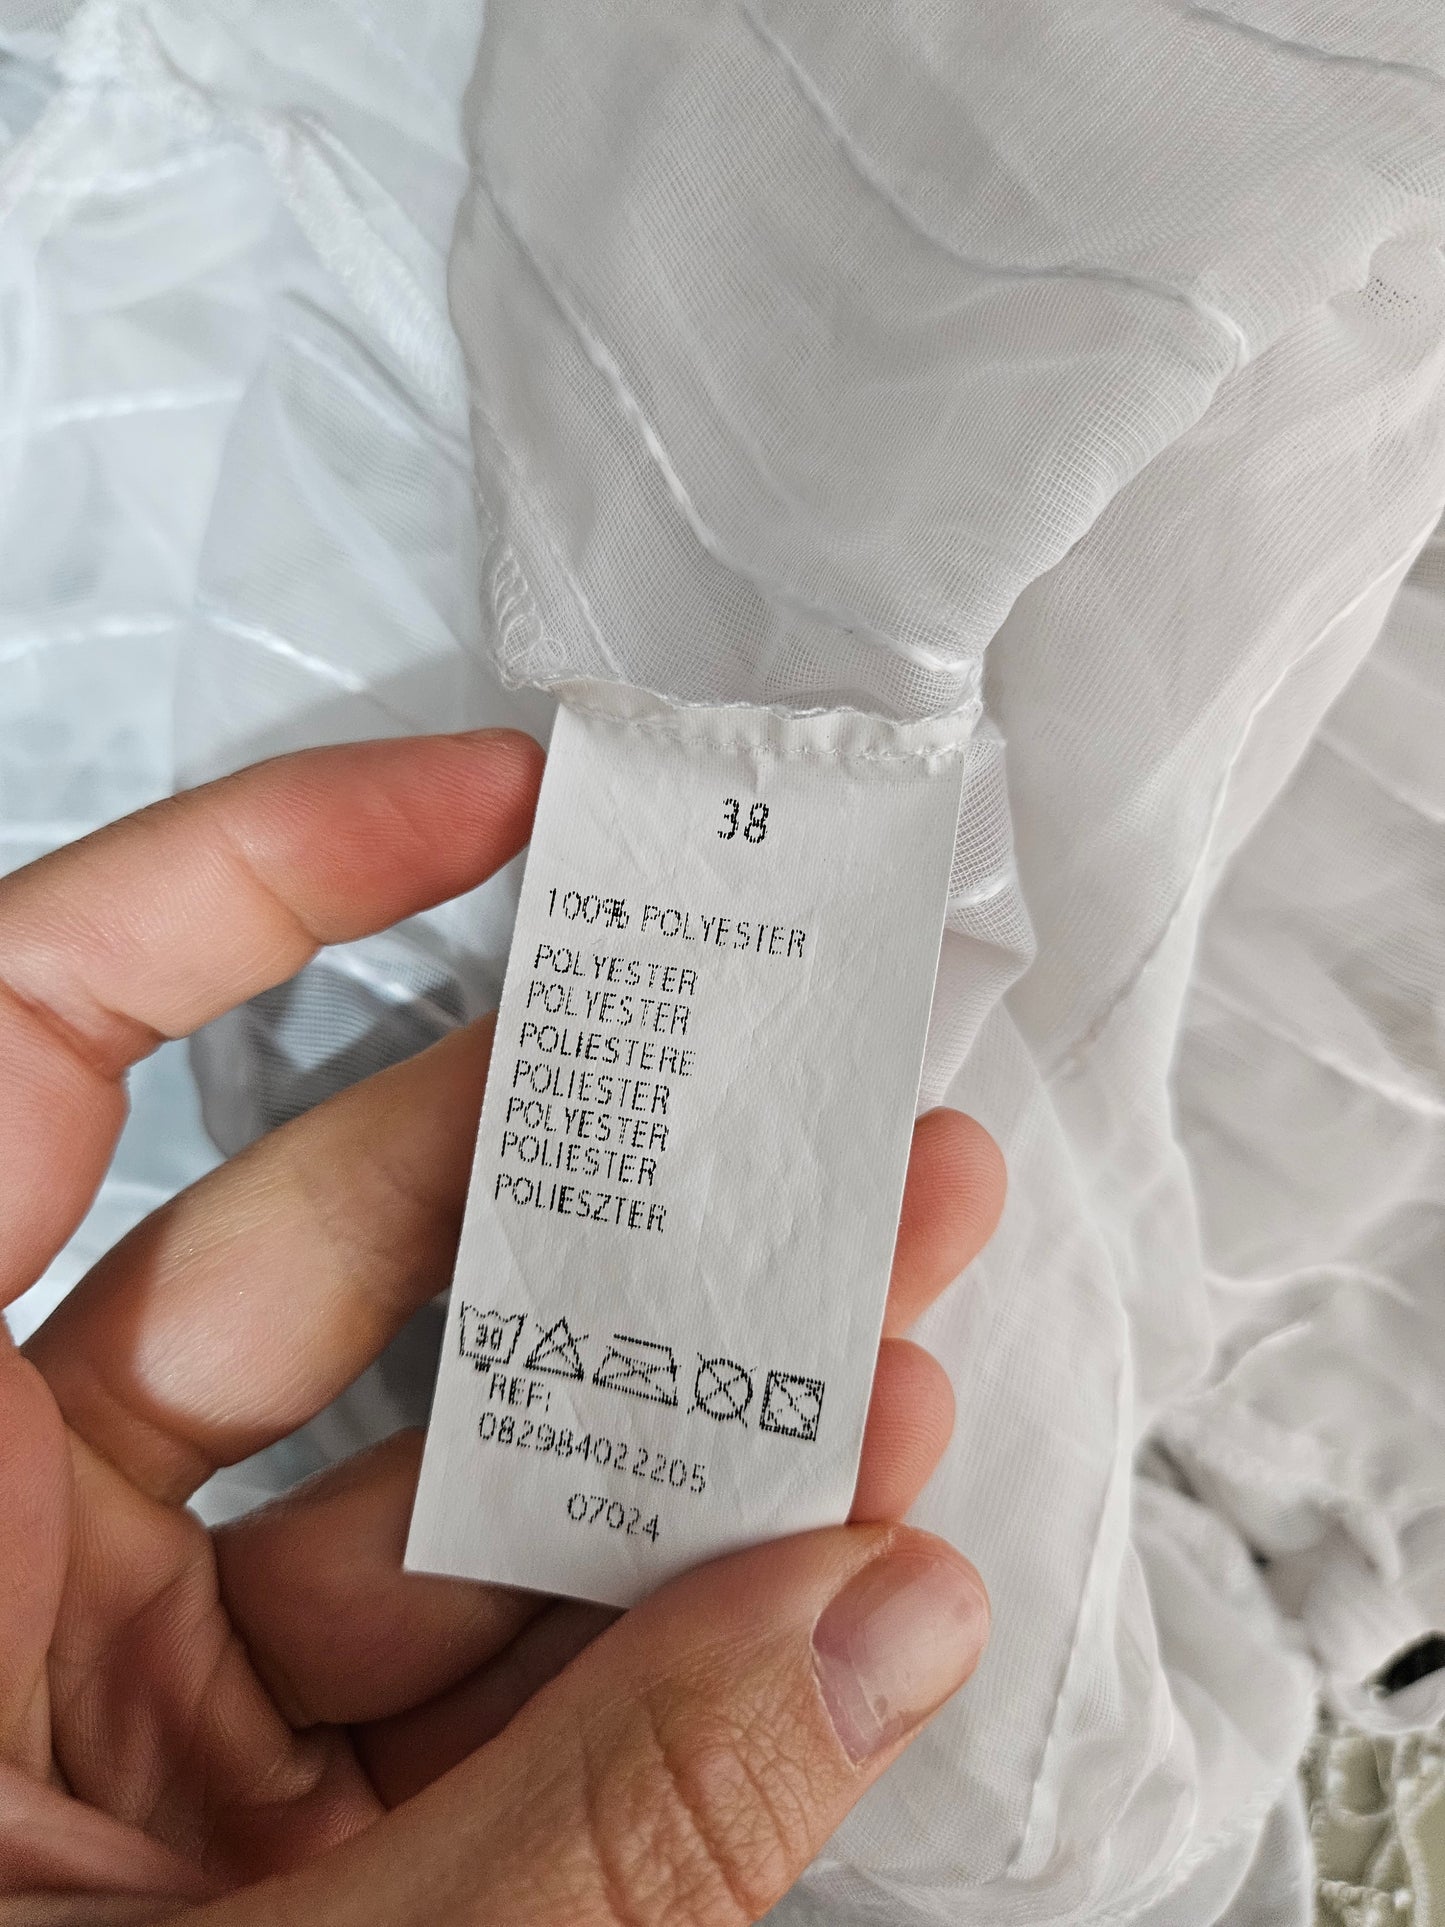 38
100% POLYESTER
POLYESTER
POLYESTER
POLIESTERE
POLIESTER
POLYESTER
POLIESTER
POLIESZTER
30
REF:
082984022205
07024